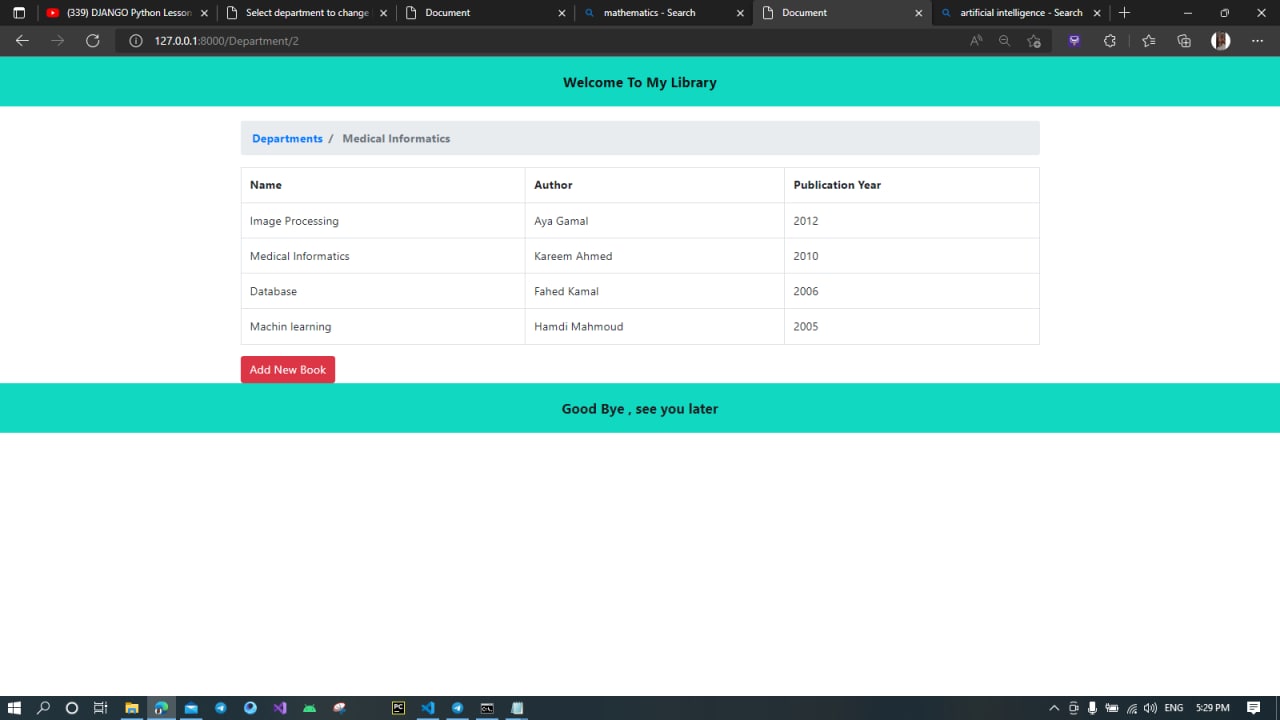 (339) DJANGO Python Lesson
Select department to change
Document
mathematics - Search
Document
artificial intelligence - Search
127.0.0.1:8000/Department/2
Welcome To My Library
Departments / Medical Informatics
Name Author Publication Year
Image Processing Aya Gamal 2012
Medical Informatics Kareem Ahmed 2010
Database Fahed Kamal 2006
Machin learning Hamdi Mahmoud 2005
Add New Book
Good Bye , see you later
PC
ENG 5:29 PM